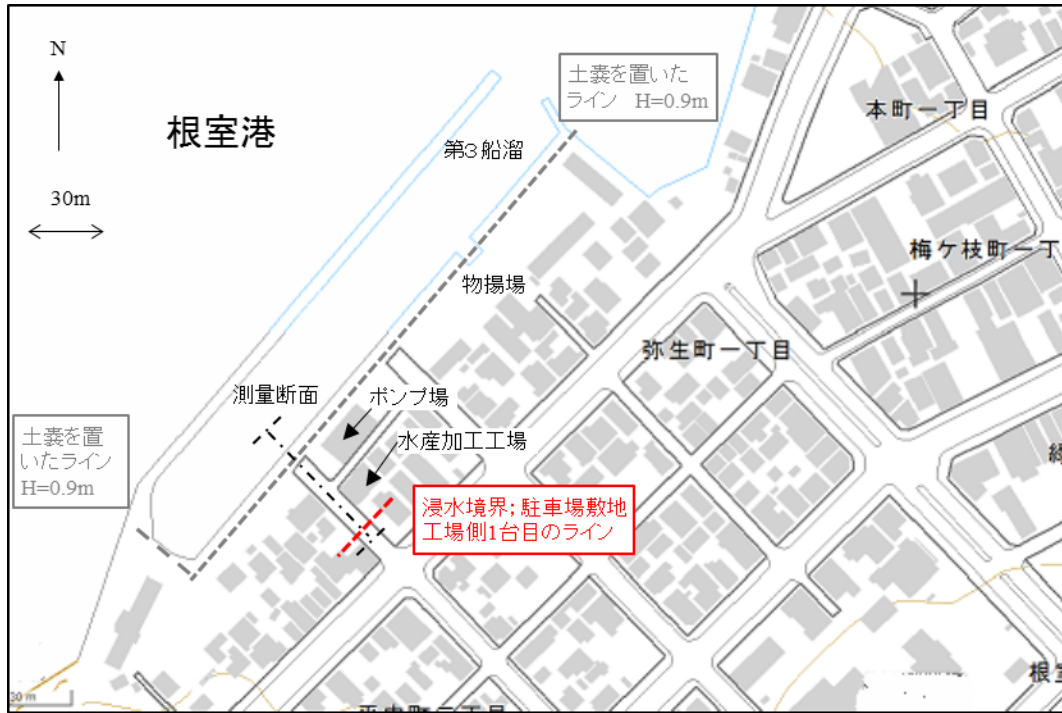 N
30m
根室港
土嚢を置いた
ライン H=0.9m
第3船溜
本町一丁目
梅ケ枝町一丁
物揚場
弥生町一丁目
測量断面
ポンプ場
水産加工工場
土嚢を置
いたライン
H=0.9m
浸水境界；駐車場敷地
工場側1台目のライン
30 m